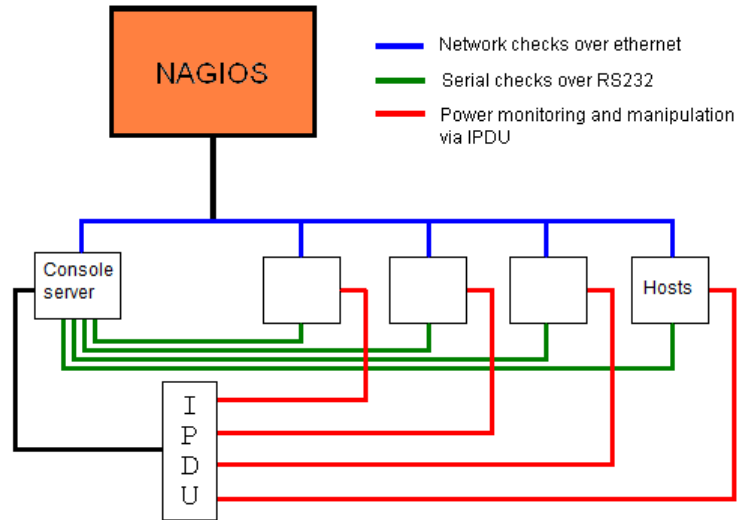 NAGIOS
Network checks over ethernet
Serial checks over RS232
Power monitoring and manipulation
via IPDU
Console
server
Hosts
I
P
D
U